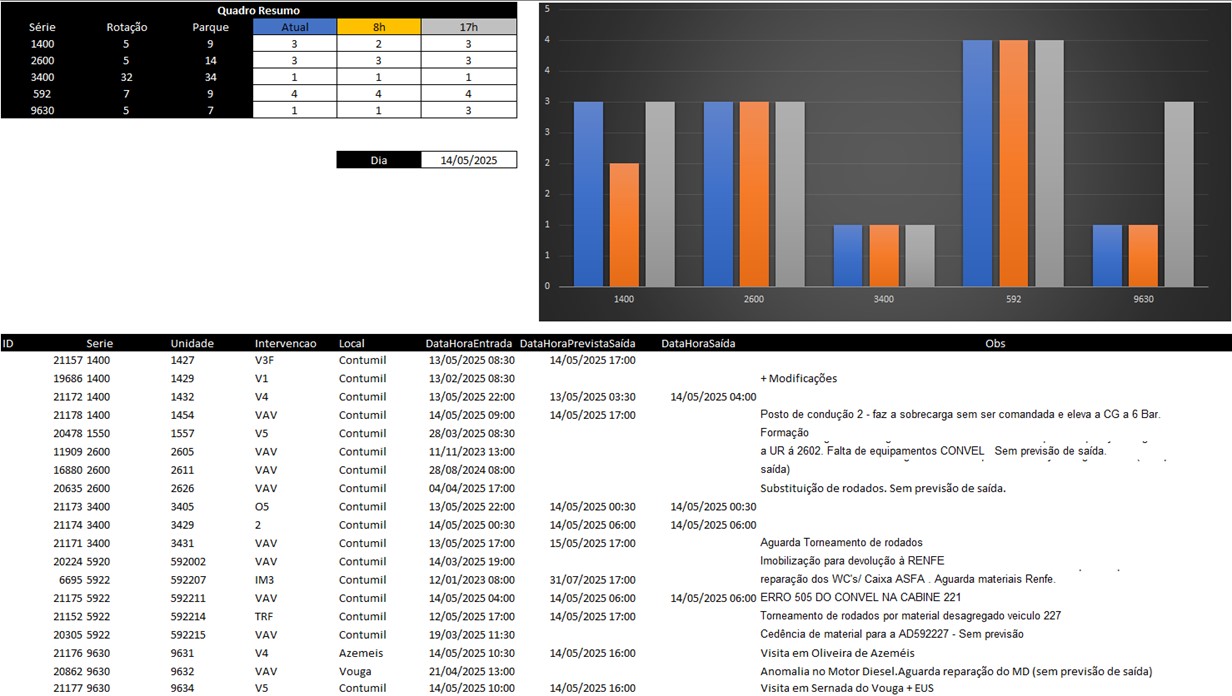 Quadro Resumo
Série Rotação Parque Atual 8h 17h
1400 5 9 3 2 3
2600 5 14 3 3 3
3400 32 34 1 1 1
592 7 9 4 4 4
9630 5 7 1 1 3
Dia 14/05/2025
5
4
4
3
3
2
2
1
1
0
1400 2600 3400 592 9630
ID Serie Unidade Intervencao Local DataHoraEntrada DataHoraPrevistaSaída DataHoraSaída Obs
21157 1400 1427 V3F Contumil 13/05/2025 08:30 14/05/2025 17:00
19686 1400 1429 V1 Contumil 13/02/2025 08:30 + Modificações
21172 1400 1432 V4 Contumil 13/05/2025 22:00 13/05/2025 03:30 14/05/2025 04:00
21178 1400 1454 VAV Contumil 14/05/2025 09:00 14/05/2025 17:00 Posto de condução 2 - faz a sobrecarga sem ser comandada e eleva a CG a 6 Bar.
20478 1550 1557 V5 Contumil 28/03/2025 08:30 Formação
11909 2600 2605 VAV Contumil 11/11/2023 13:00 a UR á 2602. Falta de equipamentos CONVEL Sem previsão de saída.
16880 2600 2611 VAV Contumil 28/08/2024 08:00 saída)
20635 2600 2626 VAV Contumil 04/04/2025 17:00 Substituição de rodados. Sem previsão de saída.
21173 3400 3405 O5 Contumil 13/05/2025 22:00 14/05/2025 00:30 14/05/2025 00:30
21174 3400 3429 2 Contumil 14/05/2025 00:30 14/05/2025 06:00 14/05/2025 06:00
21171 3400 3431 VAV Contumil 13/05/2025 17:00 15/05/2025 17:00 Aguarda Torneamento de rodados
20224 5920 592002 VAV Contumil 14/03/2025 19:00 Imobilização para devolução à RENFE
6695 5922 592207 IM3 Contumil 12/01/2023 08:00 31/07/2025 17:00 reparação dos WC's/ Caixa ASFA . Aguarda materiais Renfe.
21175 5922 592211 VAV Contumil 14/05/2025 04:00 14/05/2025 06:00 14/05/2025 06:00 ERRO 505 DO CONVEL NA CABINE 221
21152 5922 592214 TRF Contumil 12/05/2025 17:00 14/05/2025 17:00 Torneamento de rodados por material desagregado veiculo 227
20305 5922 592215 VAV Contumil 19/03/2025 11:30 Cedência de material para a AD592227 - Sem previsão
21176 9630 9631 V4 Azemeis 14/05/2025 10:30 14/05/2025 16:00 Visita em Oliveira de Azeméis
20862 9630 9632 VAV Vouga 21/04/2025 13:00 Anomalia no Motor Diesel.Aguarda reparação do MD (sem previsão de saída)
21177 9630 9634 V5 Contumil 14/05/2025 10:00 14/05/2025 16:00 Visita em Sernada do Vouga + EUS